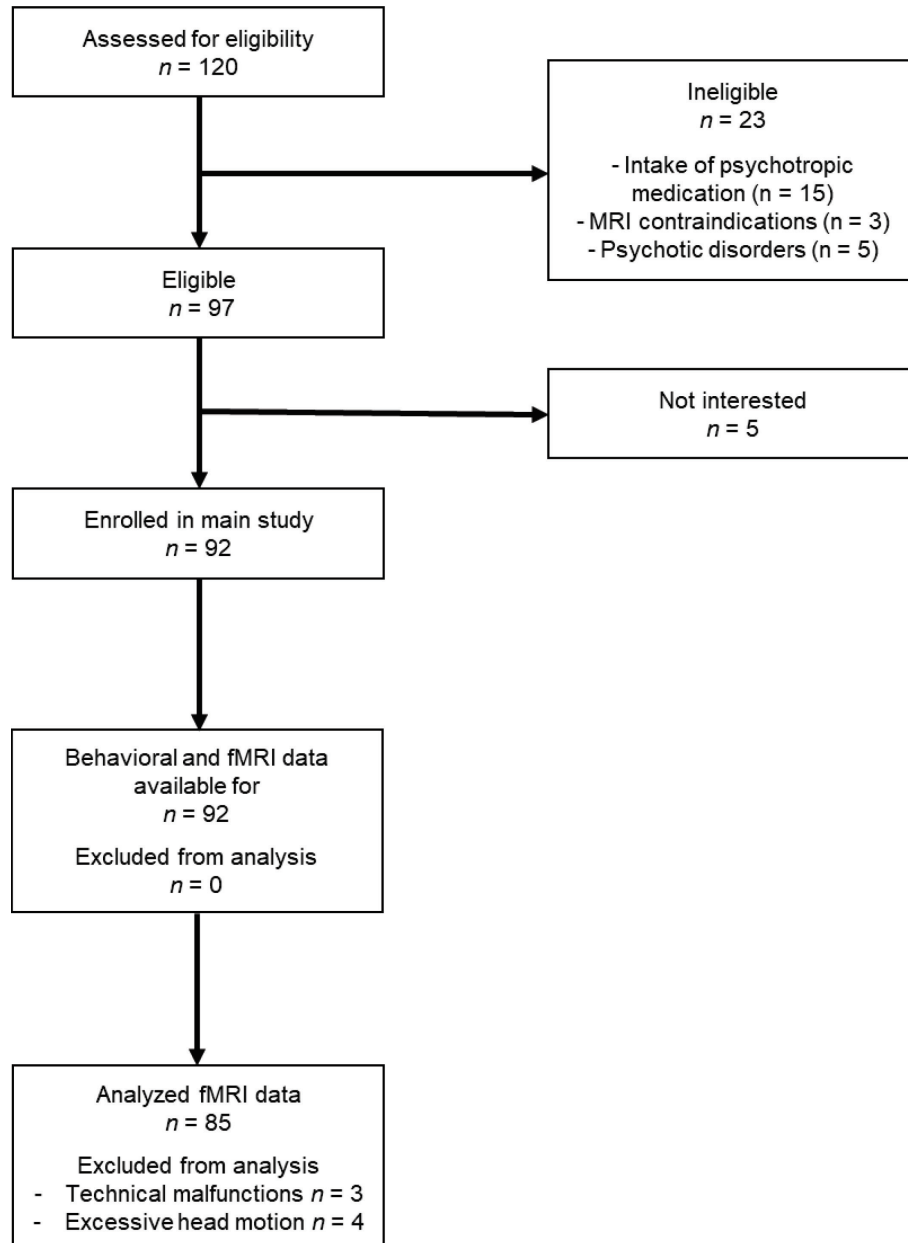 Assessed for eligibility
n = 120
Ineligible
n = 23
- Intake of psychotropic
medication (n = 15)
- MRI contraindications (n = 3)
- Psychotic disorders (n = 5)
Eligible
n = 97
Not interested
n = 5
Enrolled in main study
n = 92
Behavioral and fMRI data
available for
n = 92
Excluded from analysis
n = 0
Analyzed fMRI data
n = 85
Excluded from analysis
- Technical malfunctions n = 3
- Excessive head motion n = 4